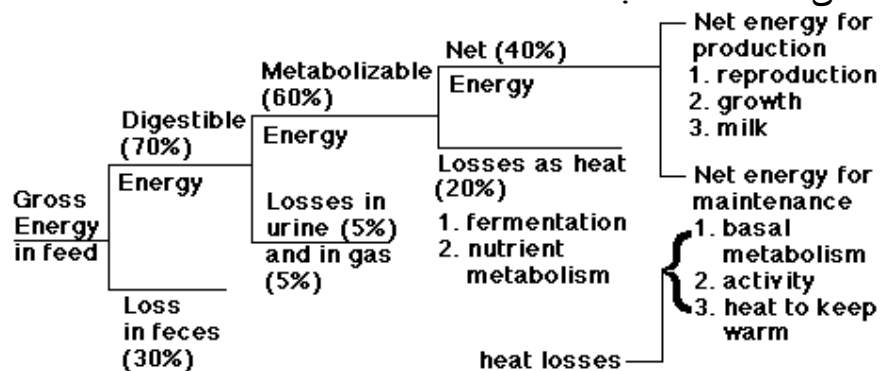 Gross
Energy
in feed
Digestible
(70%)
Energy
Loss
in feces
(30%)
Metabolizable
(60%)
Energy
Losses in
urine (5%)
and in gas
(5%)
Net (40%)
Energy
Losses as heat
(20%)
1. fermentation
2. nutrient
metabolism
Net energy for
production
1. reproduction
2. growth
3. milk
Net energy for
maintenance
1. basal
metabolism
2. activity
3. heat to keep
warm
heat losses